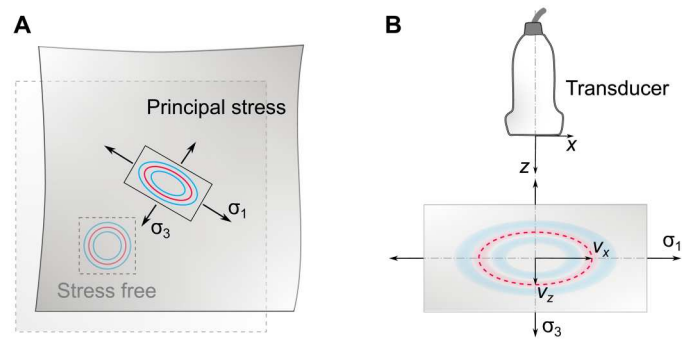 A
Principal stress
σ1
σ3
Stress free
B
Transducer
x
z
vx
σ1
vz
σ3